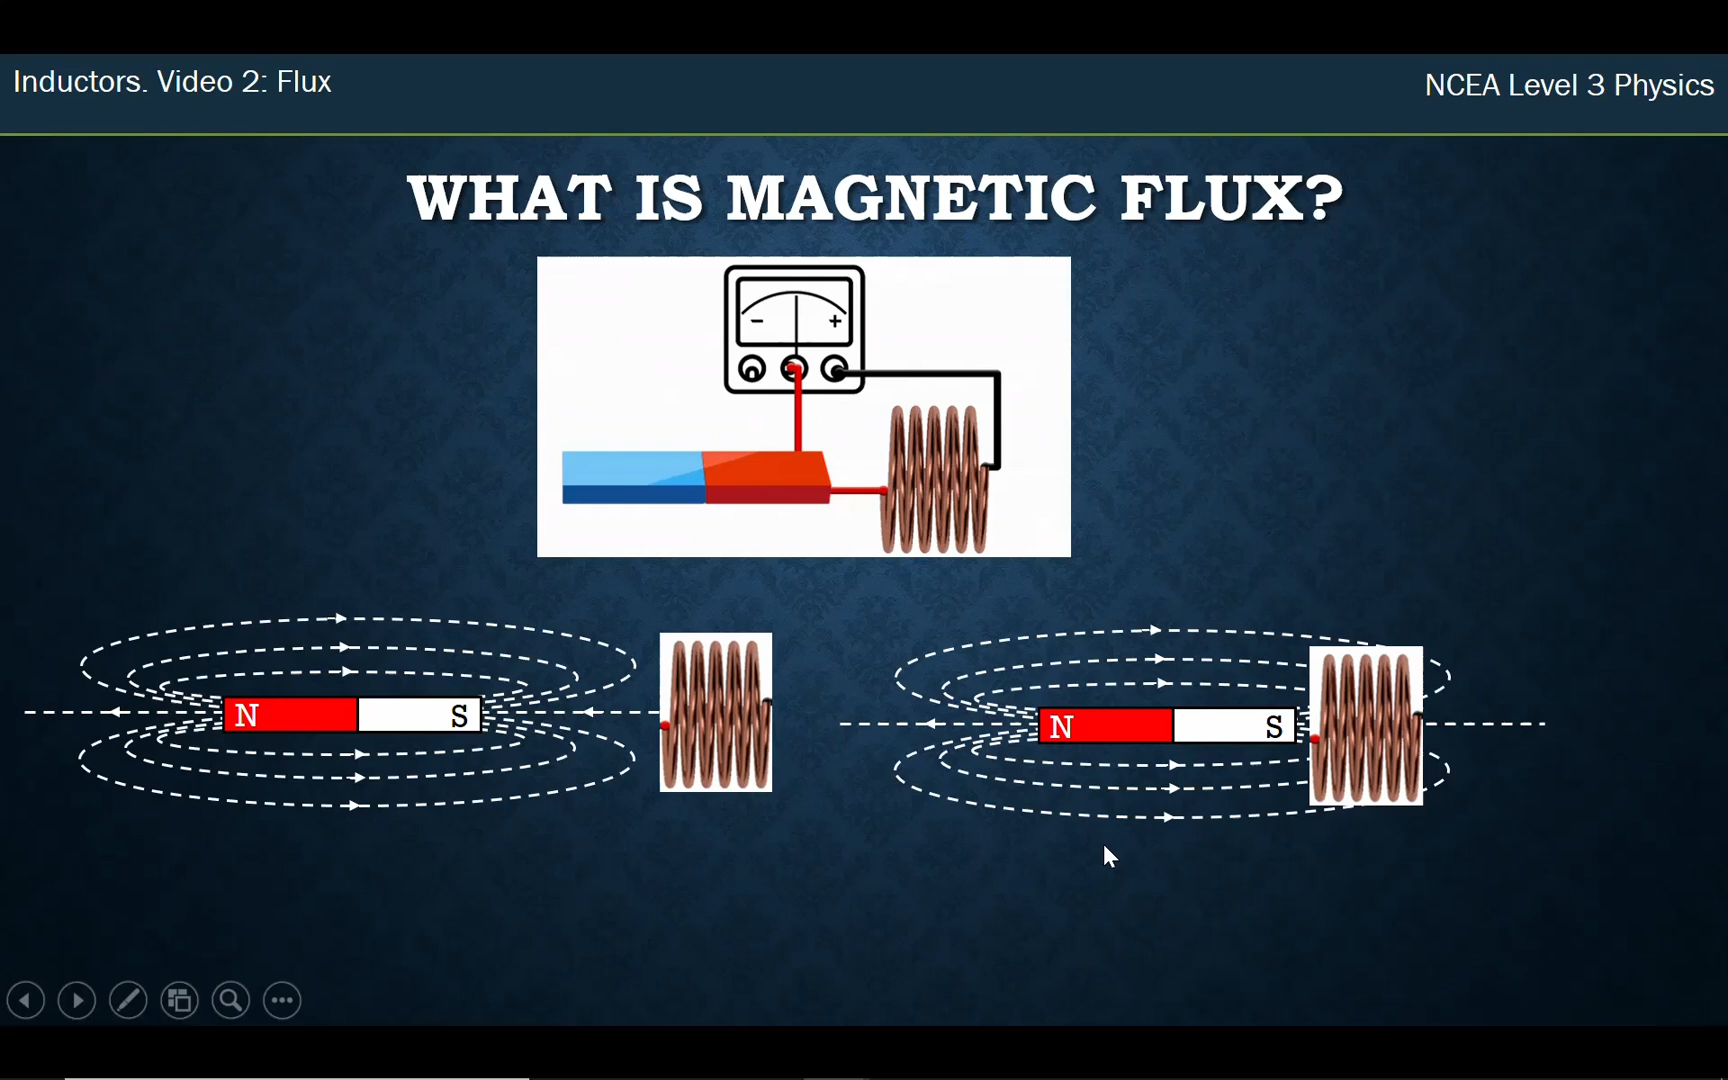 Inductors. Video 2: Flux
NCEA Level 3 Physics
WHAT IS MAGNETIC FLUX?
- +
N S
N S